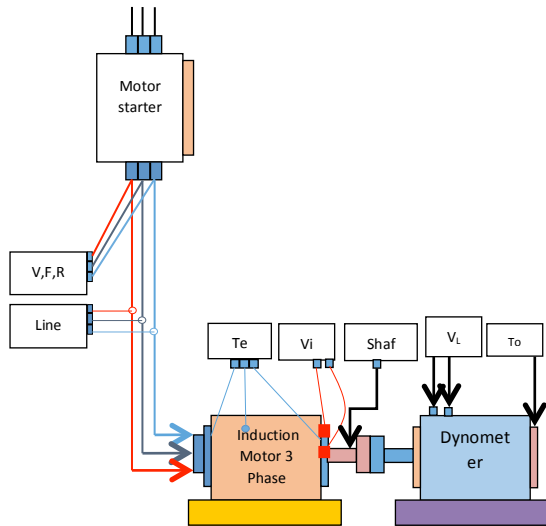 Motor
starter
V,F,R
Line
Te
Vi
Shaf
VL
To
Induction
Motor 3
Phase
Dynomet
er